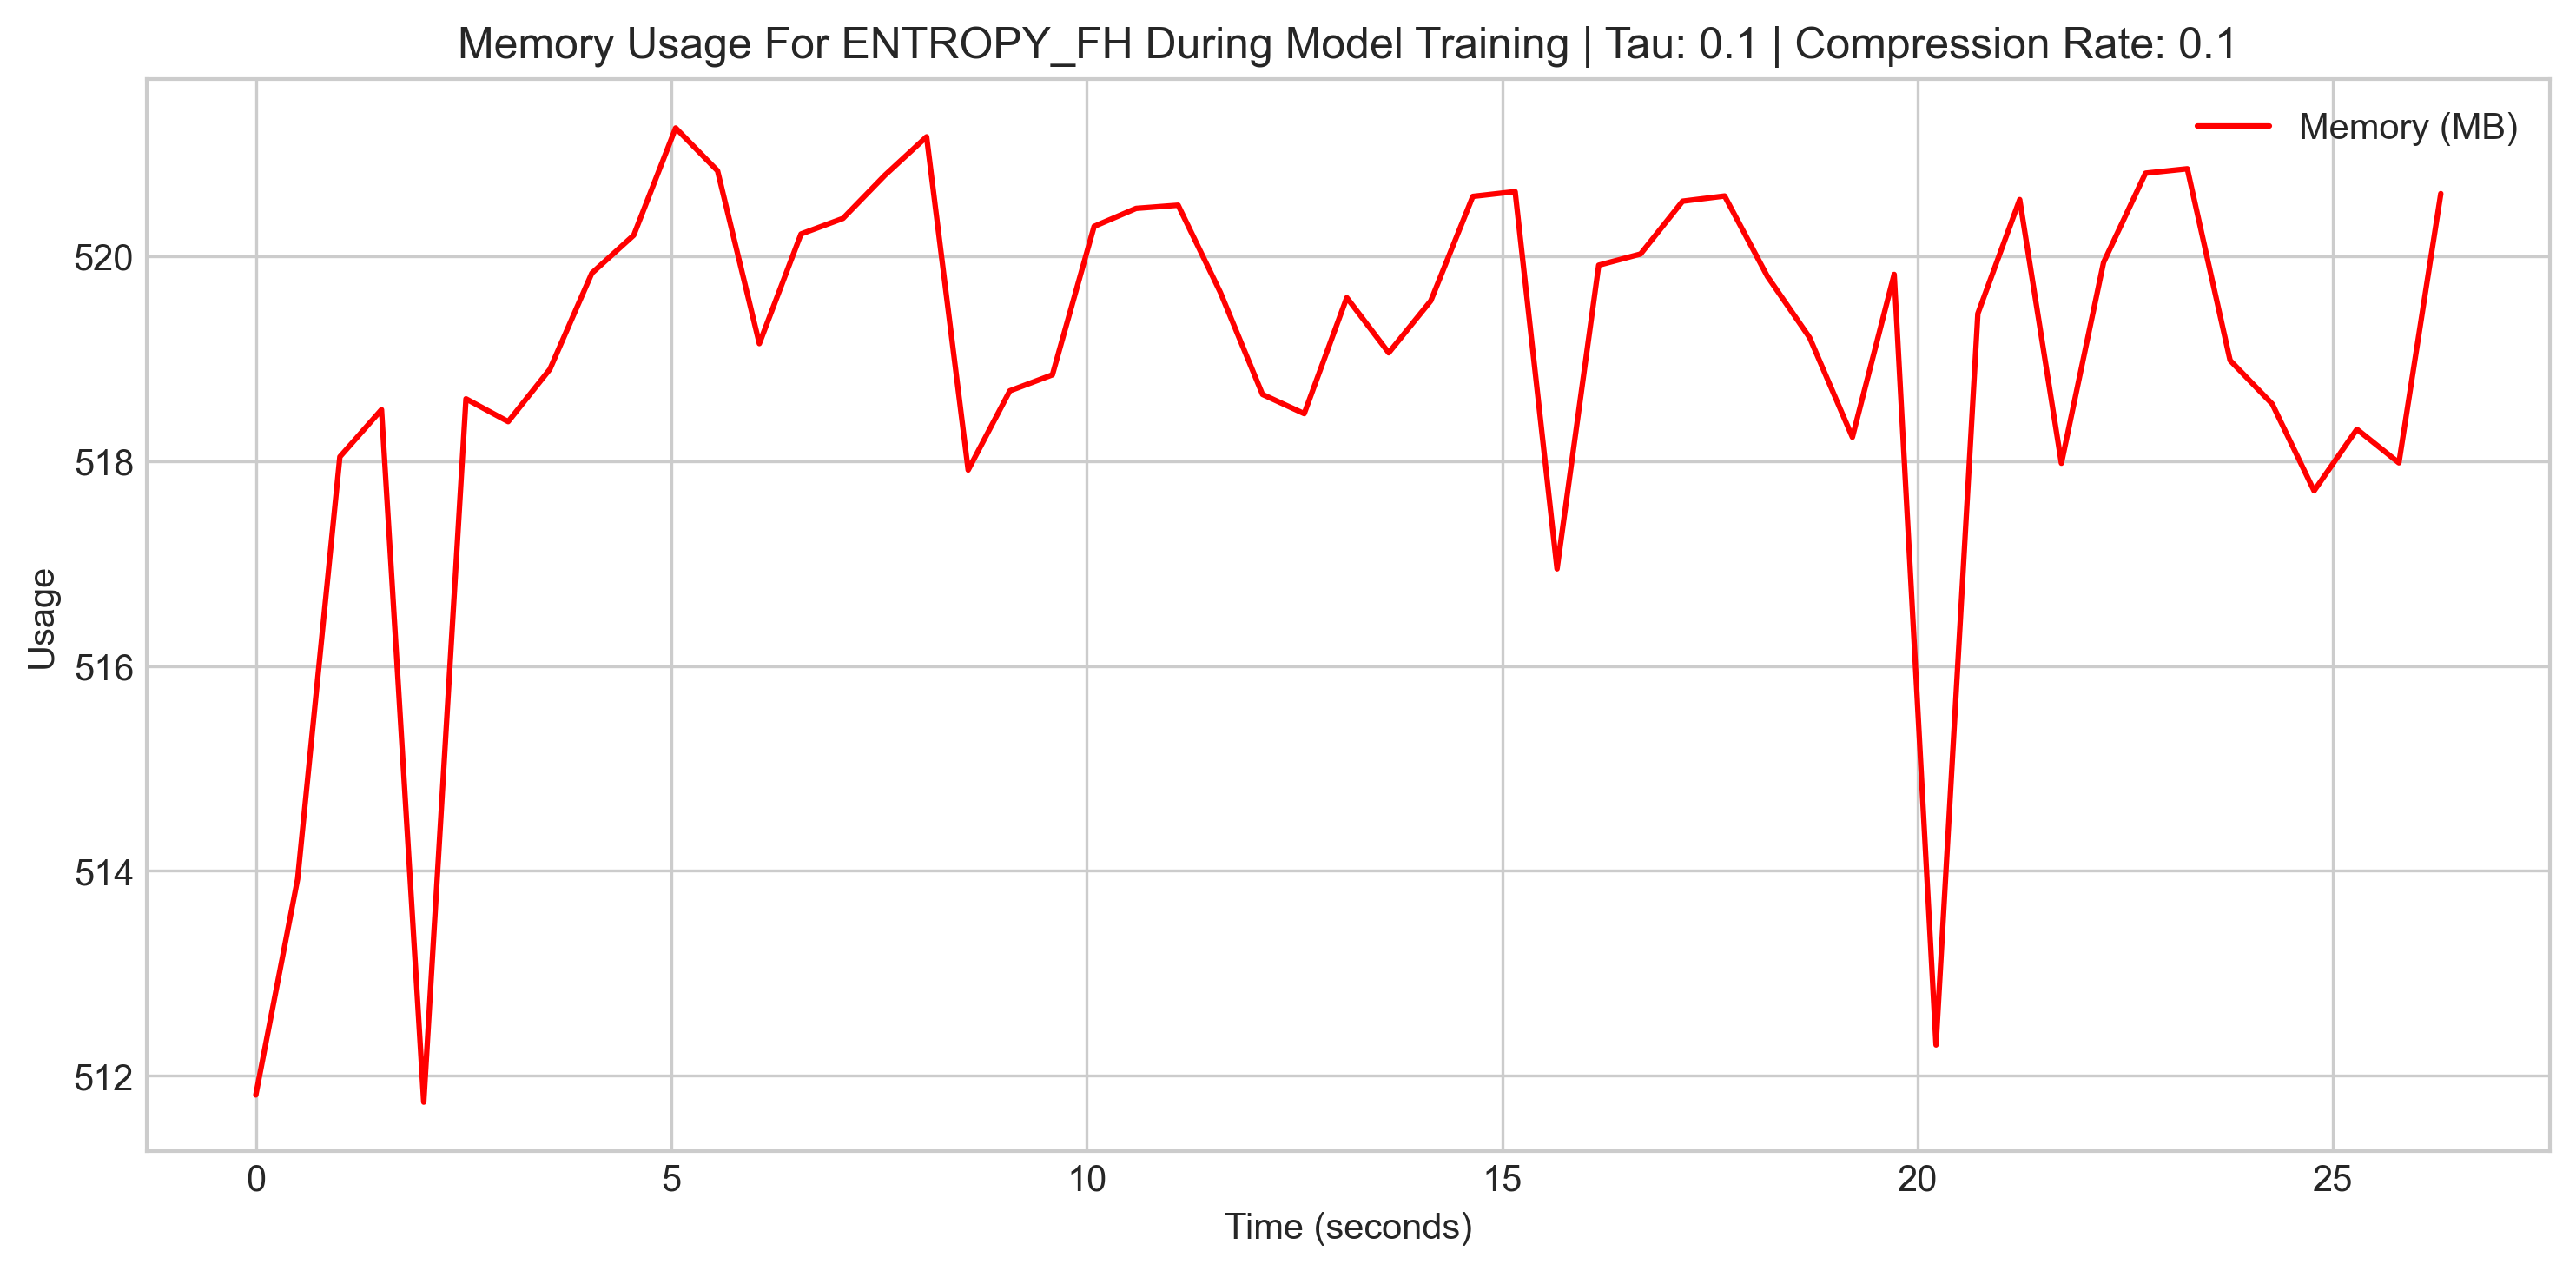 Memory Usage For ENTROPY_FH During Model Training | Tau: 0.1 | Compression Rate: 0.1
Memory (MB)
Usage
520
518
516
514
512
0 5 10 15 20 25
Time (seconds)